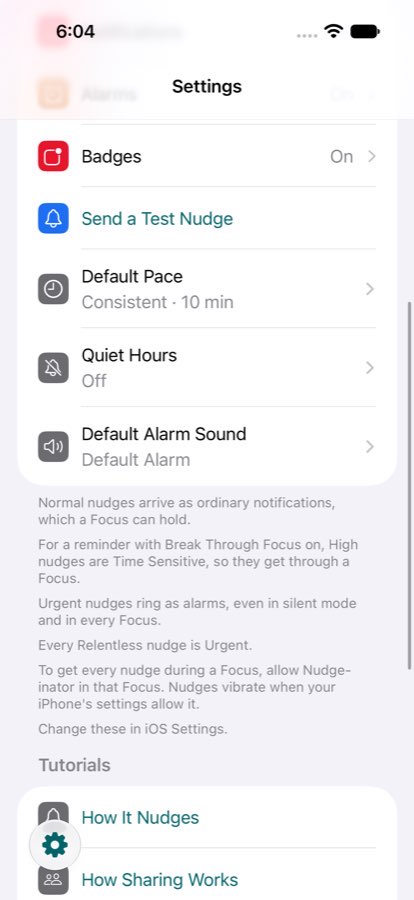 6:04
Settings
Alarms
On
Badges
On
Send a Test Nudge
Default Pace
Consistent · 10 min
Quiet Hours
Off
Default Alarm Sound
Default Alarm
Normal nudges arrive as ordinary notifications,
which a Focus can hold.
For a reminder with Break Through Focus on, High
nudges are Time Sensitive, so they get through a
Focus.
Urgent nudges ring as alarms, even in silent mode
and in every Focus.
Every Relentless nudge is Urgent.
To get every nudge during a Focus, allow Nudge-
inator in that Focus. Nudges vibrate when your
iPhone's settings allow it.
Change these in iOS Settings.
Tutorials
How It Nudges
How Sharing Works